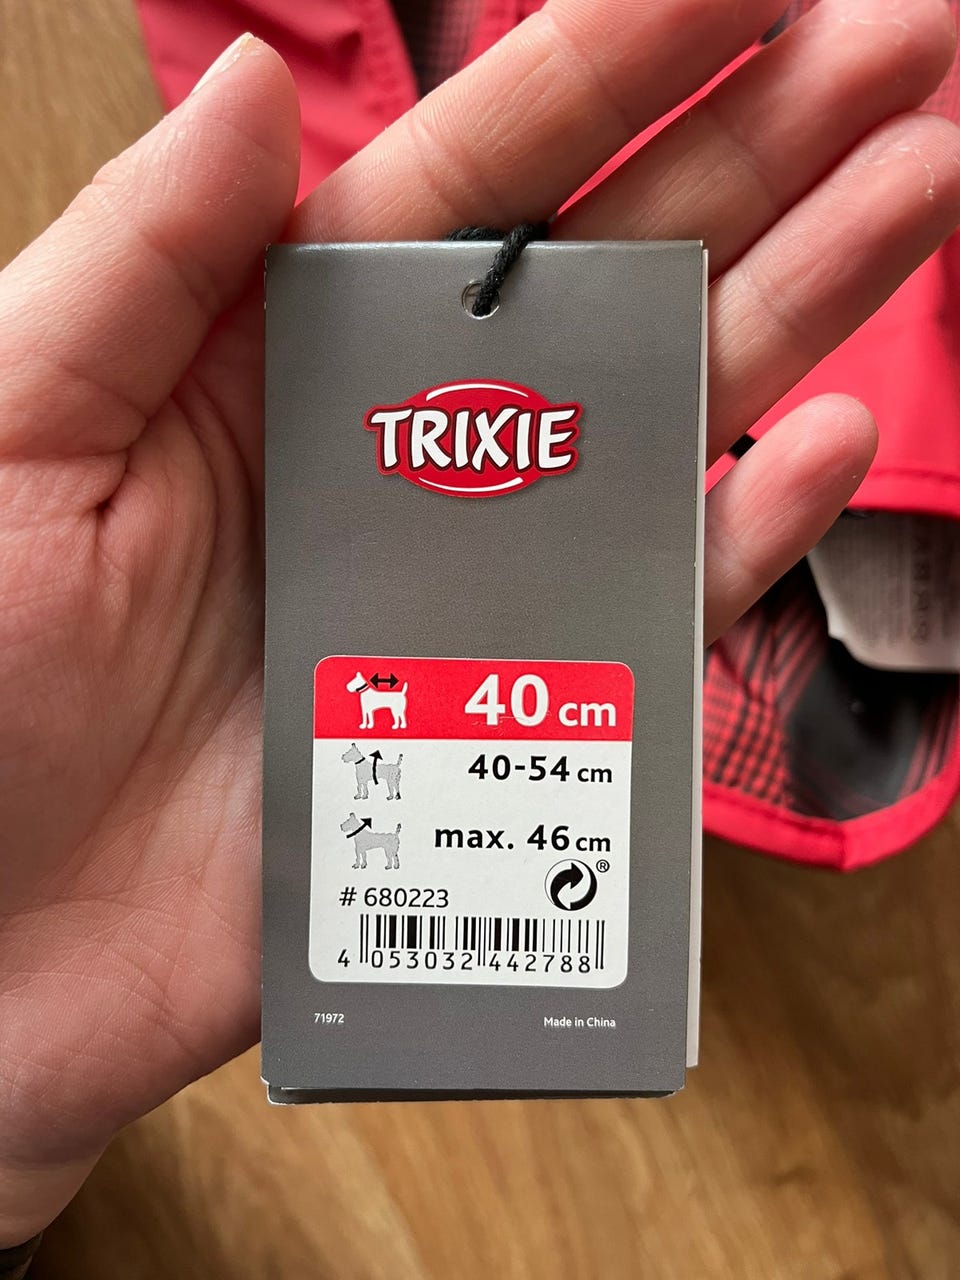 TRIXIE
40 cm
40-54 cm
max. 46 cm
®
# 680223
4 053032 442788
71972
Made in China